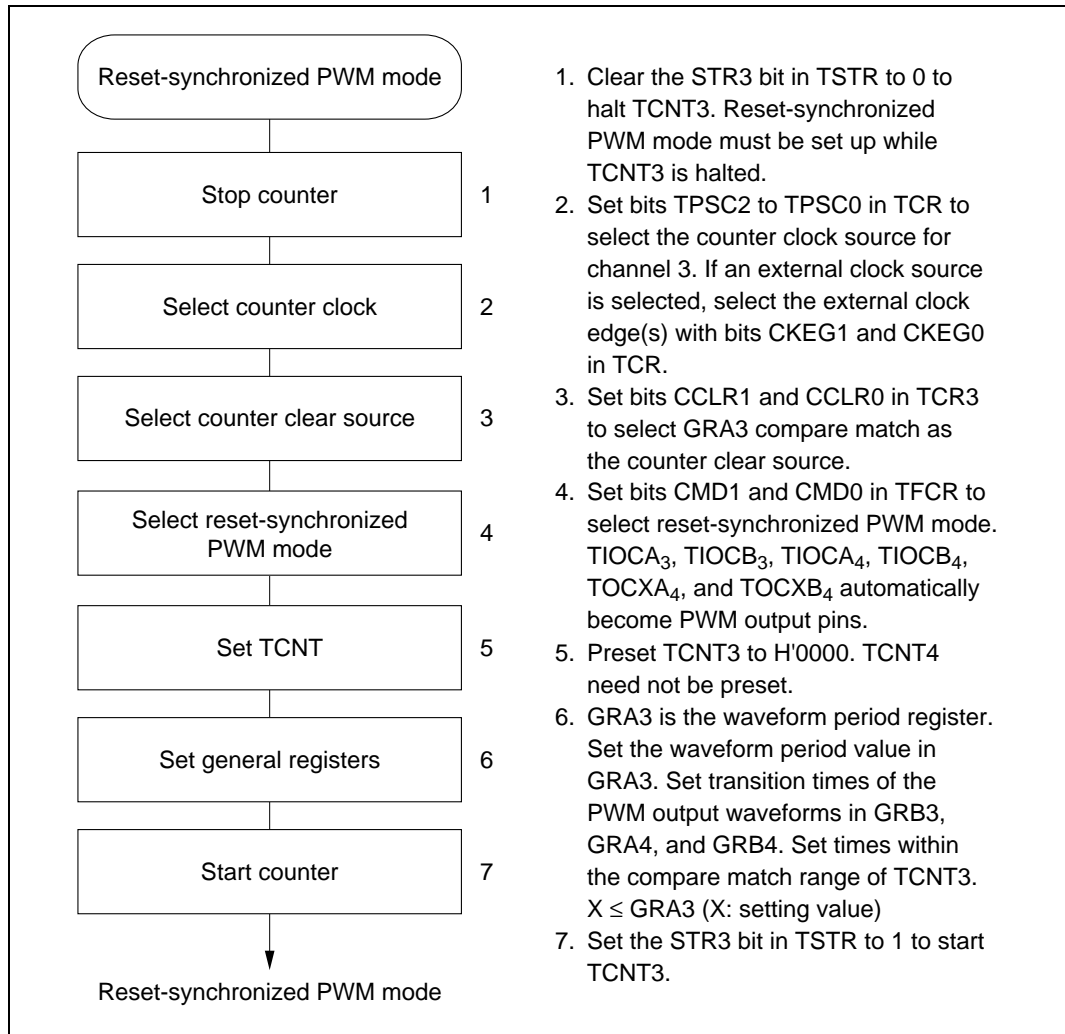 Reset-synchronized PWM mode
Stop counter 1
Select counter clock 2
Select counter clear source 3
Select reset-synchronized
PWM mode 4
Set TCNT 5
Set general registers 6
Start counter 7
Reset-synchronized PWM mode
1. Clear the STR3 bit in TSTR to 0 to
halt TCNT3. Reset-synchronized
PWM mode must be set up while
TCNT3 is halted.
2. Set bits TPSC2 to TPSC0 in TCR to
select the counter clock source for
channel 3. If an external clock source
is selected, select the external clock
edge(s) with bits CKEG1 and CKEG0
in TCR.
3. Set bits CCLR1 and CCLR0 in TCR3
to select GRA3 compare match as
the counter clear source.
4. Set bits CMD1 and CMD0 in TFCR to
select reset-synchronized PWM mode.
TIOCA₃, TIOCB₃, TIOCA₄, TIOCB₄,
TOCXA₄, and TOCXB₄ automatically
become PWM output pins.
5. Preset TCNT3 to H'0000. TCNT4
need not be preset.
6. GRA3 is the waveform period register.
Set the waveform period value in
GRA3. Set transition times of the
PWM output waveforms in GRB3,
GRA4, and GRB4. Set times within
the compare match range of TCNT3.
X ≤ GRA3 (X: setting value)
7. Set the STR3 bit in TSTR to 1 to start
TCNT3.